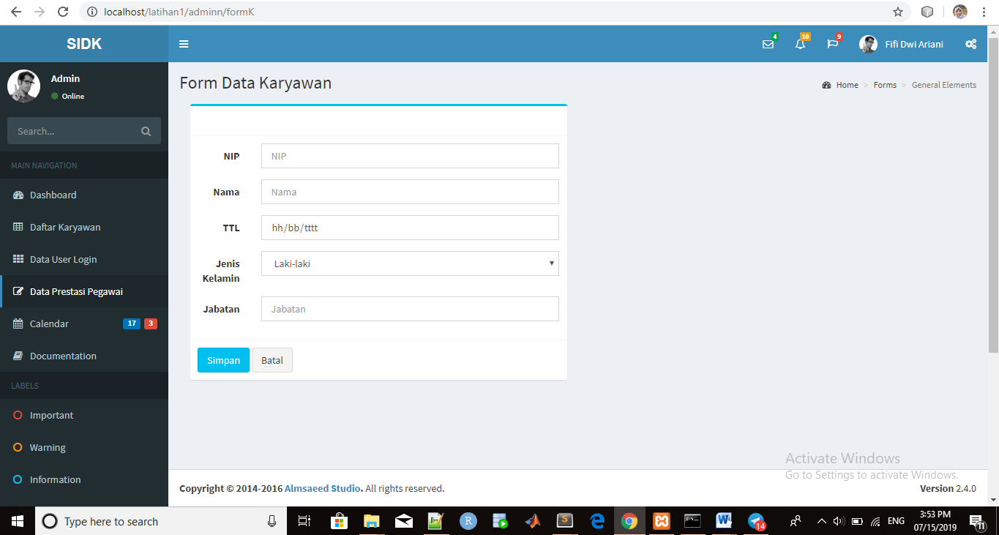 localhost/latihan1/adminn/formK
SIDK
4
10
9
Fifi Dwi Ariani
Admin
Online
Search...
MAIN NAVIGATION
Dashboard
Daftar Karyawan
Data User Login
Data Prestasi Pegawai
Calendar 17 3
Documentation
LABELS
Important
Warning
Information
Form Data Karyawan
Home > Forms > General Elements
NIP NIP
Nama Nama
TTL hh/bb/tttt
Jenis Kelamin Laki-laki
Jabatan Jabatan
Simpan Batal
Activate Windows
Go to Settings to activate Windows.
Copyright © 2014-2016 Almsaeed Studio. All rights reserved.
Version 2.4.0
Type here to search
R
S
W
14
ENG
3:53 PM
07/15/2019
11